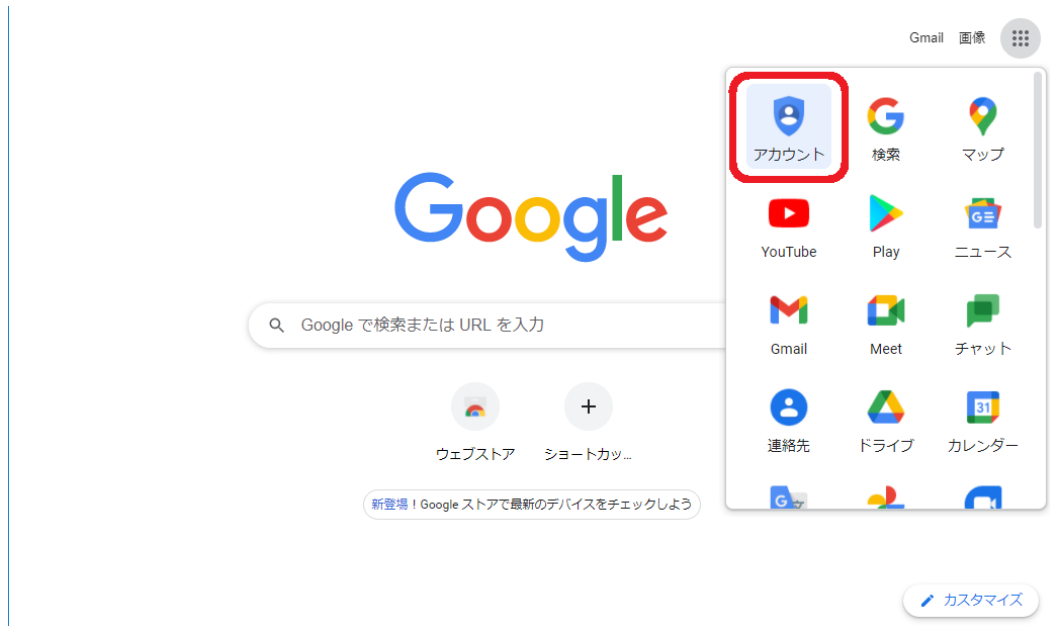 Gmail 画像
アカウント 検索 マップ
Google
YouTube Play ニュース
GE
Google で検索または URL を入力
Gmail Meet チャット
31
連絡先 ドライブ カレンダー
ウェブストア ショートカッ...
新登場！Google ストアで最新のデバイスをチェックしよう
G 文
カスタマイズ